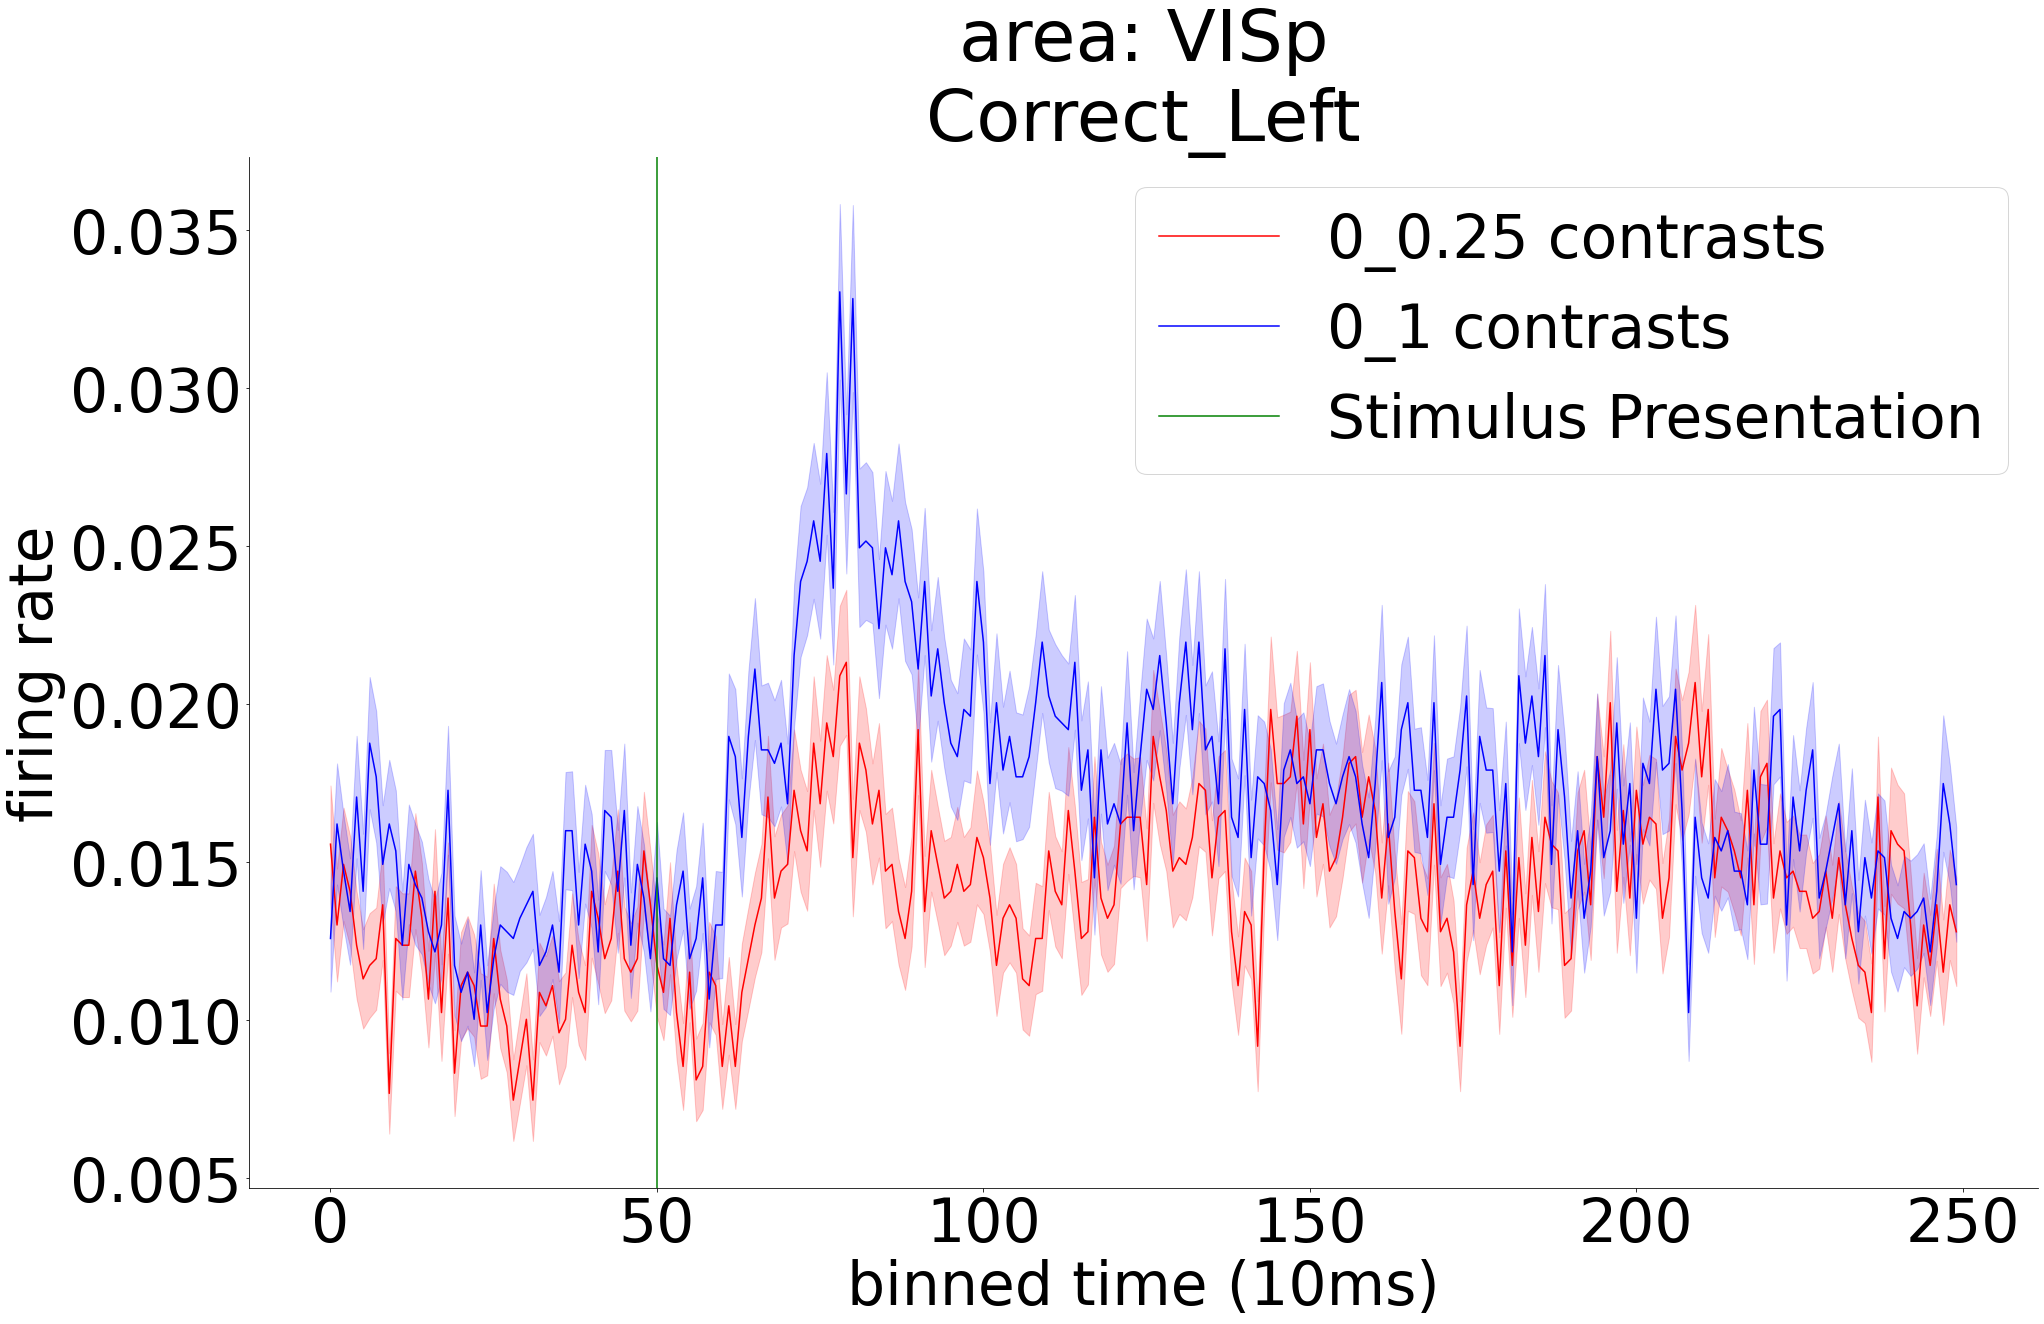 area: VISp
Correct_Left
0.035
0.030
0.025
0.020
0.015
0.010
0.005
firing rate
0_0.25 contrasts
0_1 contrasts
Stimulus Presentation
0 50 100 150 200 250
binned time (10ms)